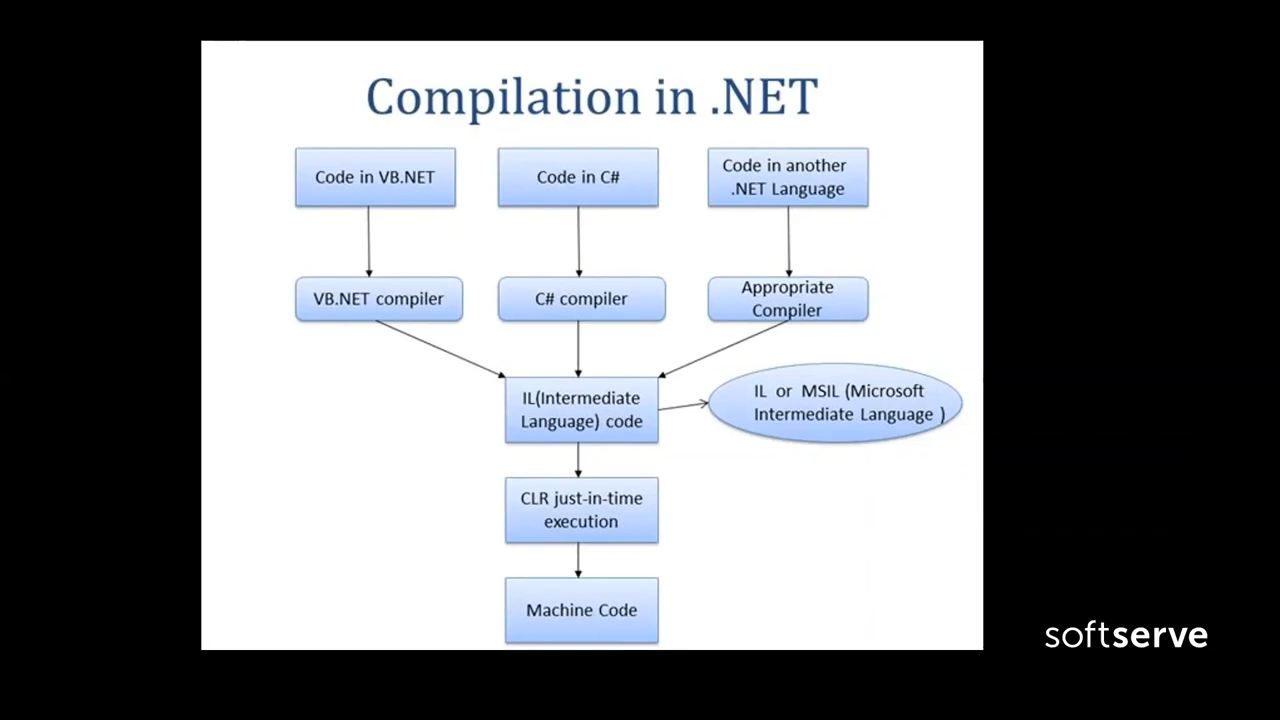 Compilation in .NET
Code in VB.NET
Code in C#
Code in another
.NET Language
VB.NET compiler
C# compiler
Appropriate
Compiler
IL(Intermediate
Language) code
IL or MSIL (Microsoft
Intermediate Language )
CLR just-in-time
execution
Machine Code
softserve